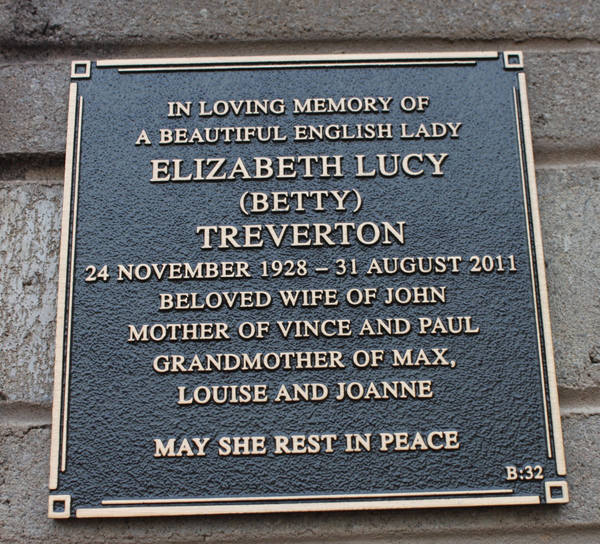 IN LOVING MEMORY OF
A BEAUTIFUL ENGLISH LADY
ELIZABETH LUCY
(BETTY)
TREVERTON
24 NOVEMBER 1928 – 31 AUGUST 2011
BELOVED WIFE OF JOHN
MOTHER OF VINCE AND PAUL
GRANDMOTHER OF MAX,
LOUISE AND JOANNE
MAY SHE REST IN PEACE
B:32